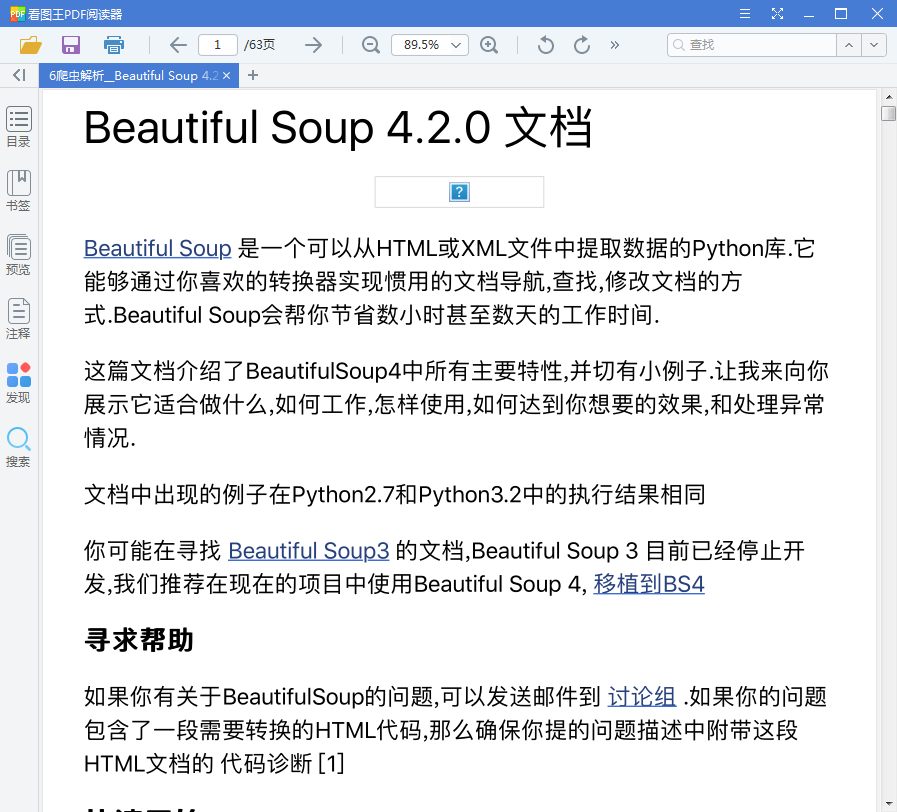 看图王PDF阅读器
1 /63页 89.5% 查找
6爬虫解析__Beautiful Soup 4.2
目录
书签
预览
注释
发现
搜索
Beautiful Soup 4.2.0 文档
Beautiful Soup 是一个可以从HTML或XML文件中提取数据的Python库.它
能够通过你喜欢的转换器实现惯用的文档导航,查找,修改文档的方
式.Beautiful Soup会帮你节省数小时甚至数天的工作时间.
这篇文档介绍了BeautifulSoup4中所有主要特性,并切有小例子.让我来向你
展示它适合做什么,如何工作,怎样使用,如何达到你想要的效果,和处理异常
情况.
文档中出现的例子在Python2.7和Python3.2中的执行结果相同
你可能在寻找 Beautiful Soup3 的文档,Beautiful Soup 3 目前已经停止开
发,我们推荐在现在的项目中使用Beautiful Soup 4, 移植到BS4
寻求帮助
如果你有关于BeautifulSoup的问题,可以发送邮件到 讨论组 .如果你的问题
包含了一段需要转换的HTML代码,那么确保你提的问题描述中附带这段
HTML文档的 代码诊断 [1]